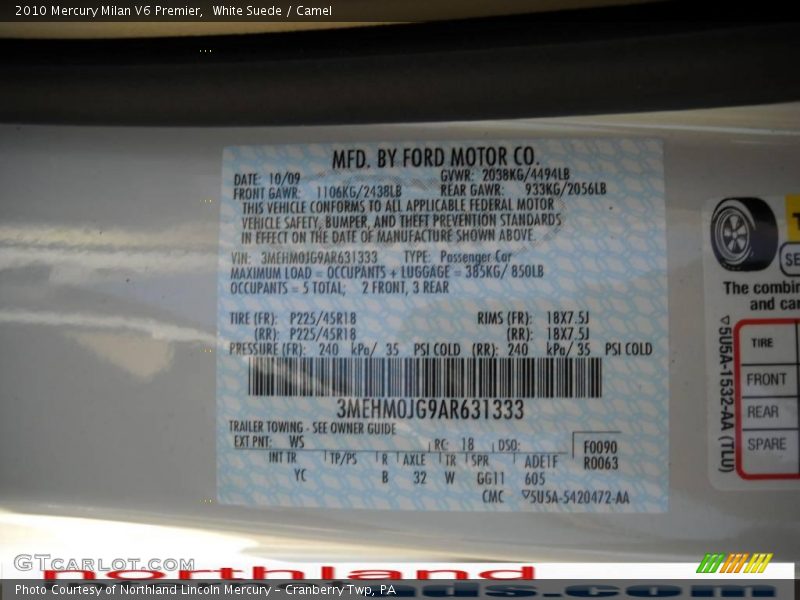 2010 Mercury Milan V6 Premier,  White Suede / Camel
MFD. BY FORD MOTOR CO.
DATE: 10/09 GVWR: 2038KG/4494LB
FRONT GAWR: 1106KG/2438LB REAR GAWR: 933KG/2056LB
THIS VEHICLE CONFORMS TO ALL APPLICABLE FEDERAL MOTOR
VEHICLE SAFETY, BUMPER, AND THEFT PREVENTION STANDARDS
IN EFFECT ON THE DATE OF MANUFACTURE SHOWN ABOVE.
VIN: 3MEHM0JG9AR631333 TYPE: Passenger Car
MAXIMUM LOAD = OCCUPANTS + LUGGAGE = 385KG/ 850LB
OCCUPANTS = 5 TOTAL; 2 FRONT, 3 REAR
TIRE (FR): P225/45R18 RIMS (FR): 18X7.5J
(RR): P225/45R18 (RR): 18X7.5J
PRESSURE (FR): 240 kPa/ 35 PSI COLD (RR): 240 kPa/ 35 PSI COLD
3MEHM0JG9AR631333
TRAILER TOWING - SEE OWNER GUIDE
EXT PNT: WS RC: 18 DSO: F0090
INT TR TP/PS R AXLE TR SPR ADE1F R0063
YC B 32 W GG11 605
CMC 5U5A-5420472-AA
SE
The combin
and car
5U5A-1532-AA (TLU)
TIRE
FRONT
REAR
SPARE
GTCARLOT.COM
northland
Photo Courtesy of Northland Lincoln Mercury - Cranberry Twp, PA